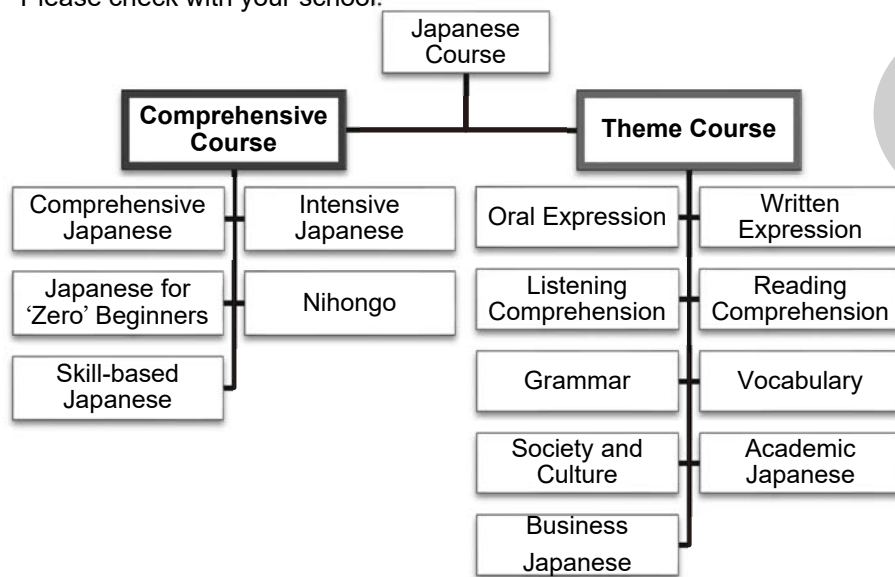 Please check with your school.
Japanese
Course
Comprehensive
Course
Theme Course
Comprehensive
Japanese
Intensive
Japanese
Japanese for
‘Zero’ Beginners
Nihongo
Skill-based
Japanese
Oral Expression
Written
Expression
Listening
Comprehension
Reading
Comprehension
Grammar
Vocabulary
Society and
Culture
Academic
Japanese
Business
Japanese